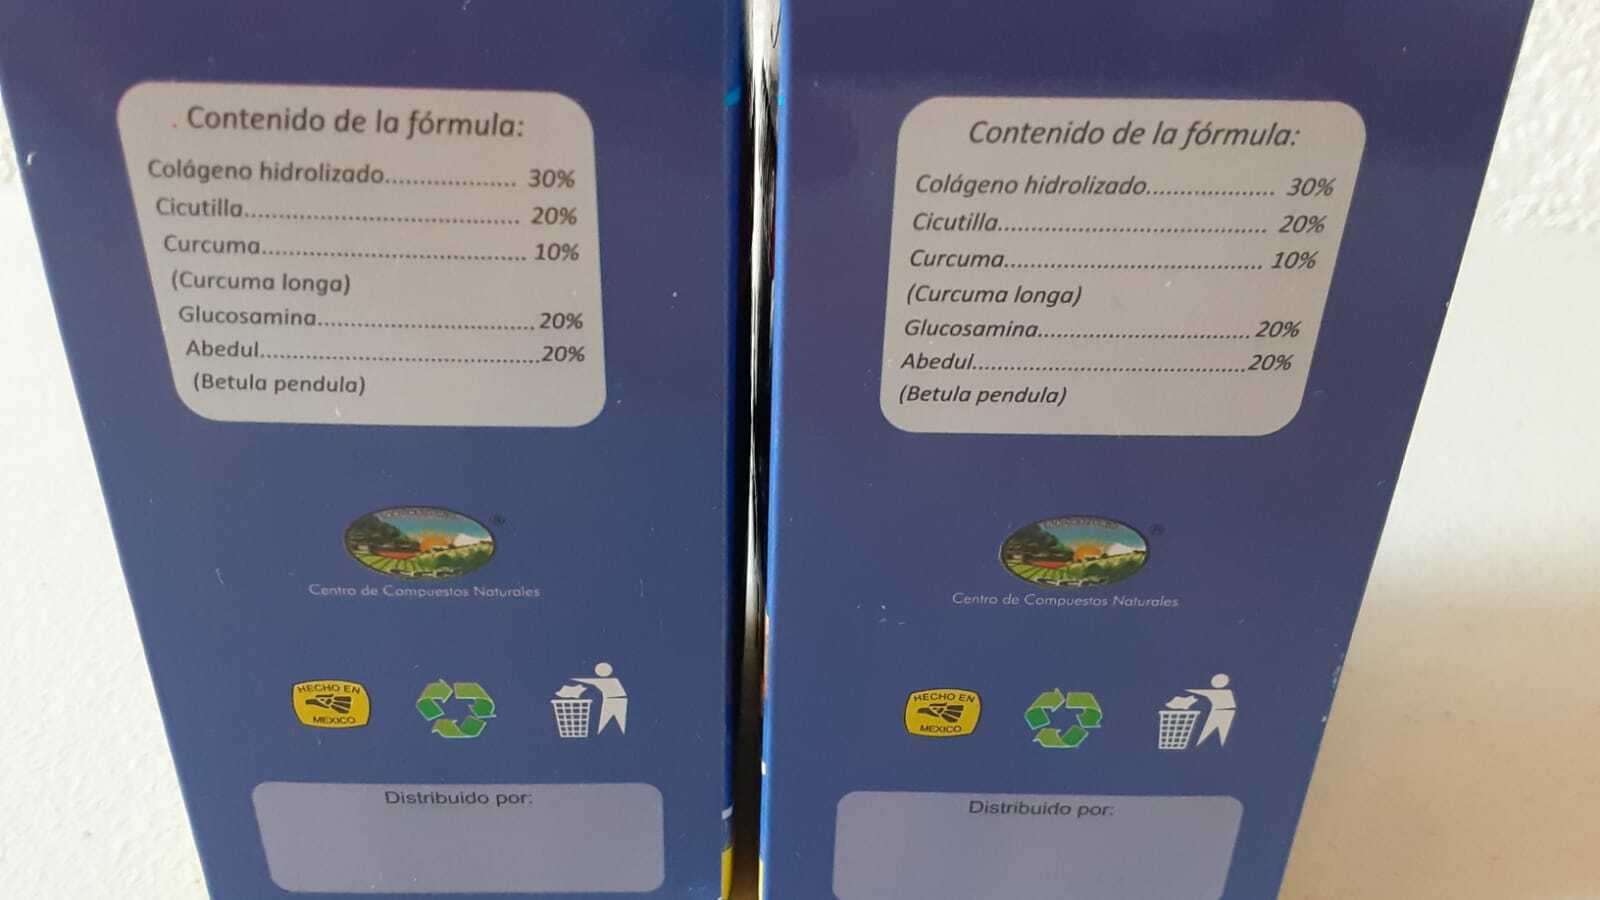 Contenido de la fórmula:
Colágeno hidrolizado.................. 30%
Cicutilla...................................... 20%
Curcuma..................................... 10%
(Curcuma longa)
Glucosamina.............................. 20%
Abedul.......................................20%
(Betula pendula)
®
Centro de Compuestos Naturales
HECHO EN
MEXICO
Distribuído por:
Contenido de la fórmula:
Colágeno hidrolizado.................. 30%
Cicutilla...................................... 20%
Curcuma..................................... 10%
(Curcuma longa)
Glucosamina.............................. 20%
Abedul.......................................20%
(Betula pendula)
®
Centro de Compuestos Naturales
HECHO EN
MEXICO
Distribuído por: